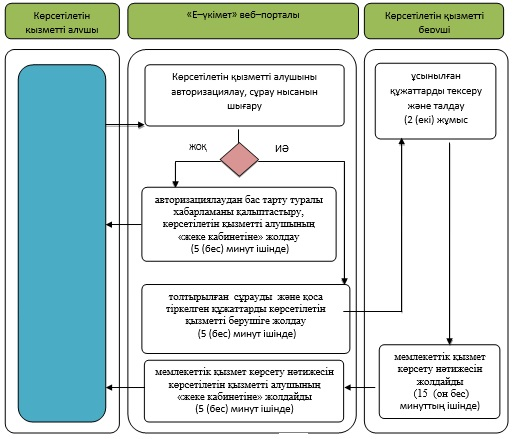 Көрсетілетін
қызметті алушы
«Е–үкімет» веб–порталы
Көрсетілетін қызметті
беруші
Көрсетілетін қызметті алушыны
авторизациялау, сұрау нысанын
шығару
ұсынылған
құжаттарды тексеру
және талдау
(2 (екі) жұмыс
жоқ
ИӘ
авторизациялаудан бас тарту туралы
хабарламаны қалыптастыру,
көрсетілетін қызметті алушының
«жеке кабинетіне» жолдау
(5 (бес) минут ішінде)
толтырылған сұрауды және қоса
тіркелген құжаттарды көрсетілетін
қызметті берушіге жолдау
(5 (бес) минут ішінде)
мемлекеттік қызмет көрсету нәтижесін
көрсетілетін қызметті алушының
«жеке кабинетіне» жолдайды
(5 (бес) минут ішінде)
мемлекеттік қызмет
көрсету нәтижесін
жолдайды
(15 (он бес)
минуттың ішінде)